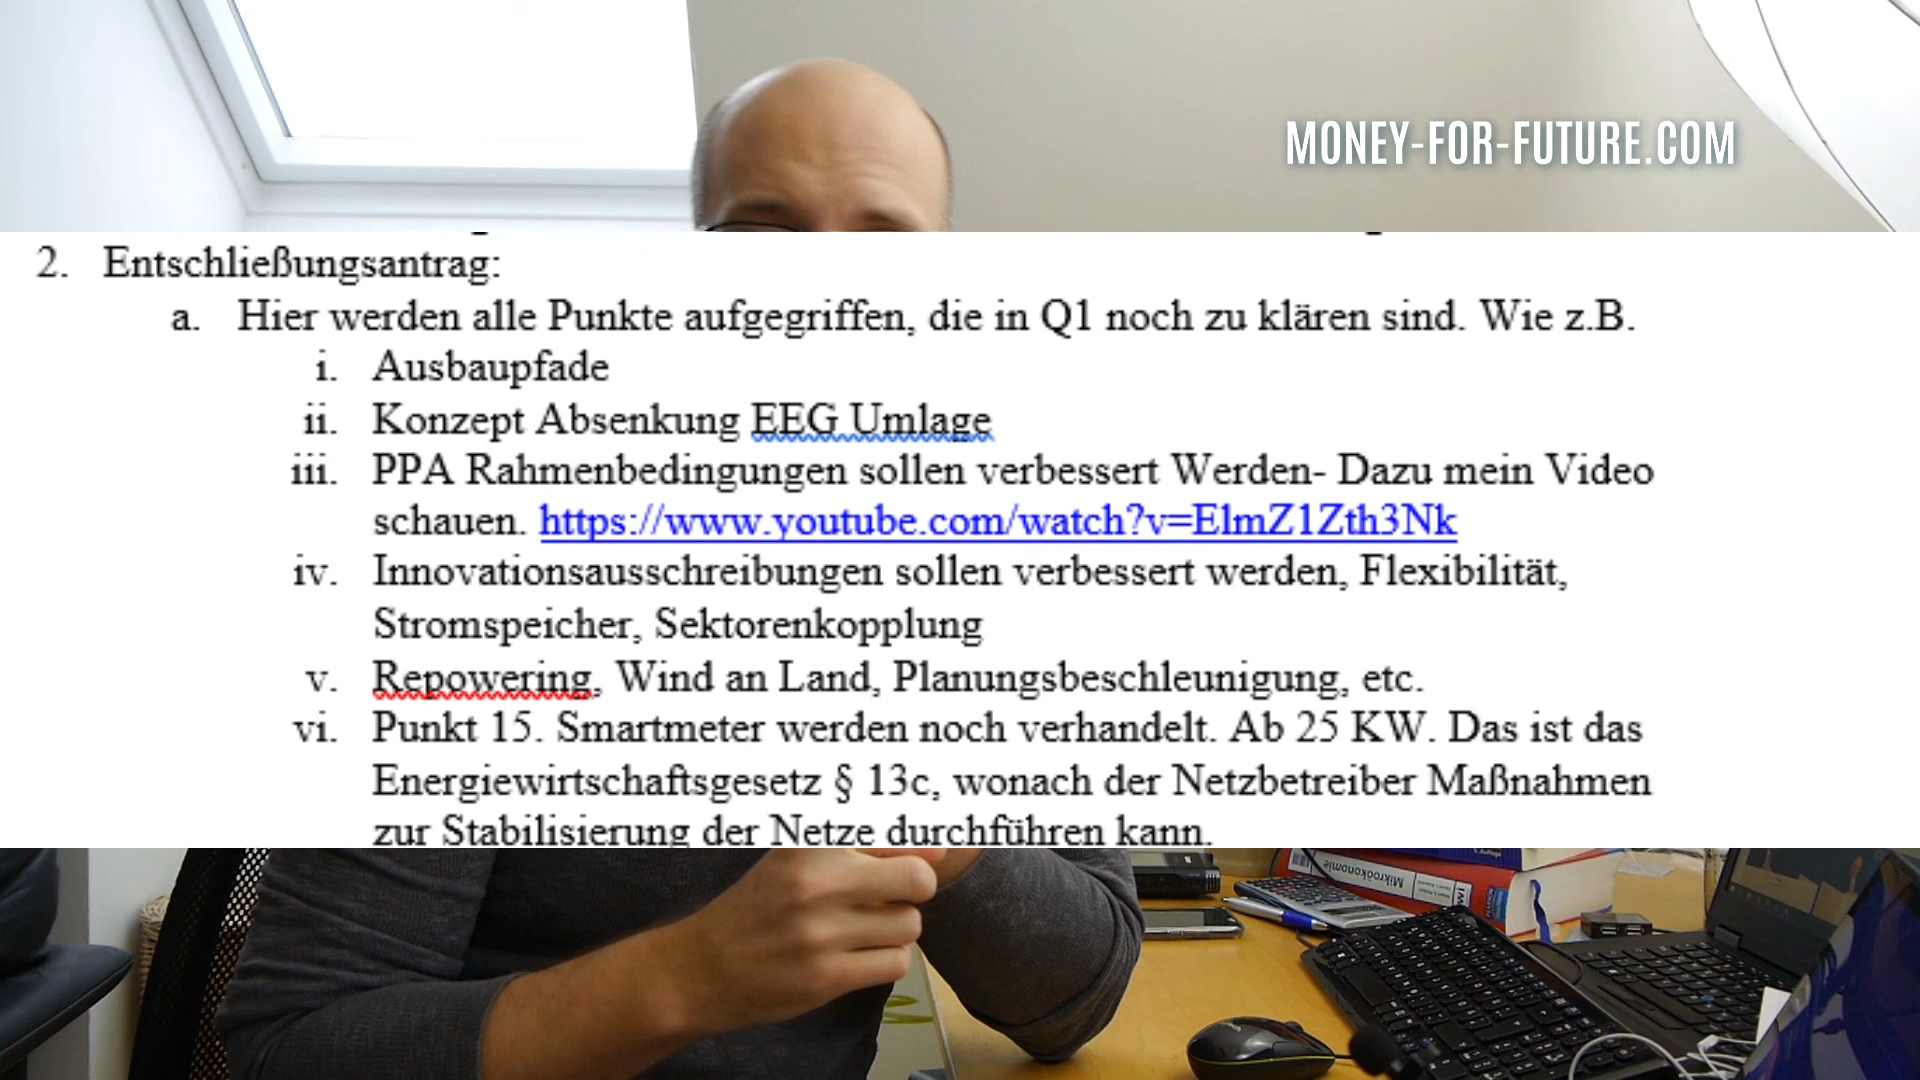 MONEY-FOR-FUTURE.COM
2. Entschließungsantrag:
a. Hier werden alle Punkte aufgegriffen, die in Q1 noch zu klären sind. Wie z.B.
i. Ausbaupfade
ii. Konzept Absenkung EEG Umlage
iii. PPA Rahmenbedingungen sollen verbessert Werden- Dazu mein Video
schauen. https://www.youtube.com/watch?v=ElmZ1Zth3Nk
iv. Innovationsausschreibungen sollen verbessert werden, Flexibilität,
Stromspeicher, Sektorenkopplung
v. Repowering, Wind an Land, Planungsbeschleunigung, etc.
vi. Punkt 15. Smartmeter werden noch verhandelt. Ab 25 KW. Das ist das
Energiewirtschaftsgesetz § 13c, wonach der Netzbetreiber Maßnahmen
zur Stabilisierung der Netze durchführen kann.
Mikroökonomie